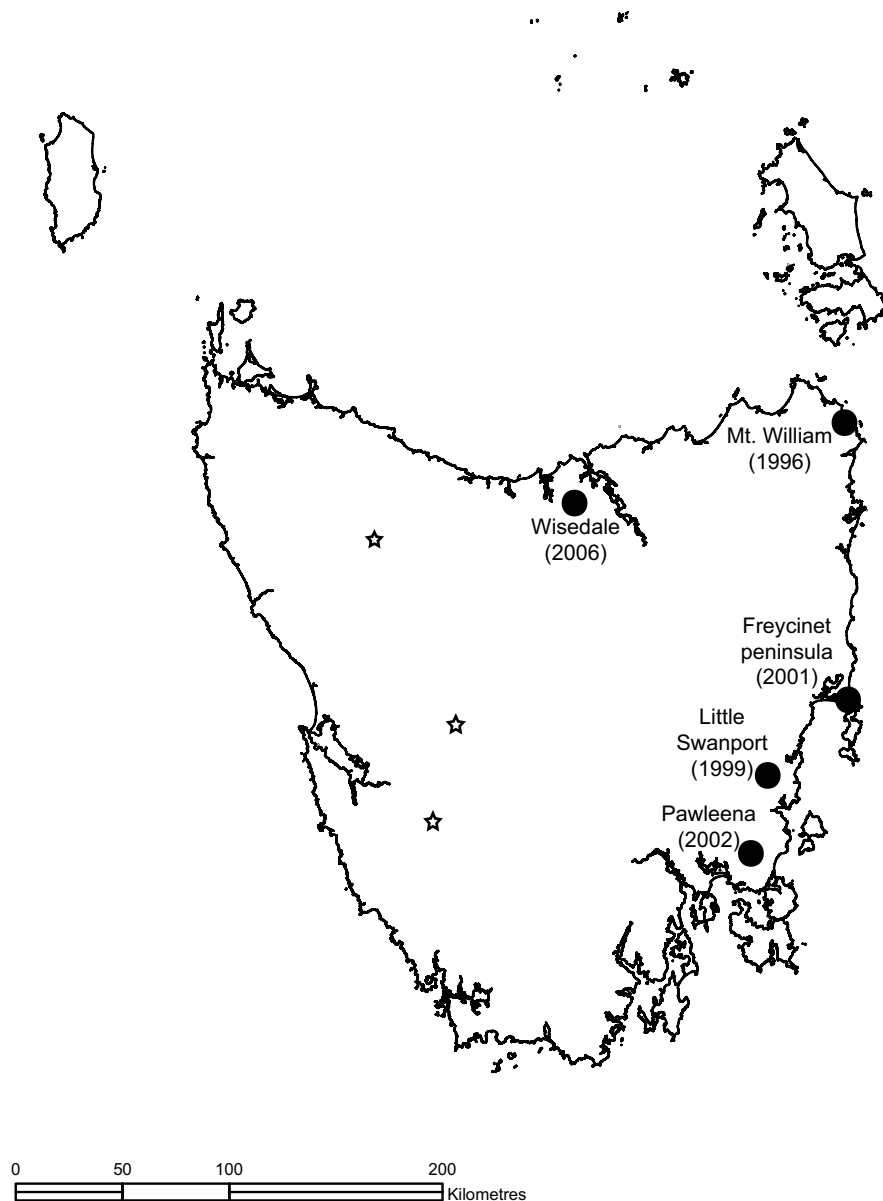 Mt. William
(1996)
Wisedale
(2006)
Freycinet
peninsula
(2001)
Little
Swanport
(1999)
Pawleena
(2002)
0 50 100 200
Kilometres